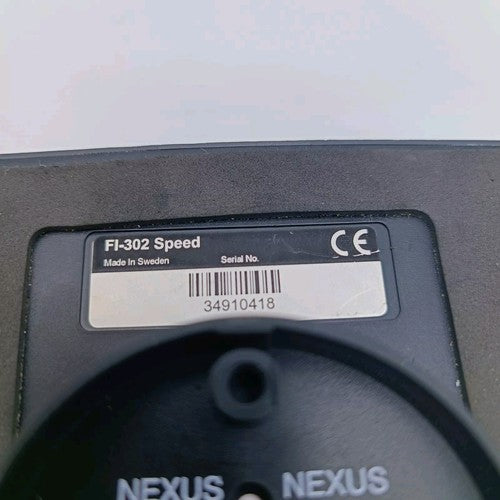 FI-302 Speed
CE
Made In Sweden Serial No.
34910418
NEXUS NEXUS